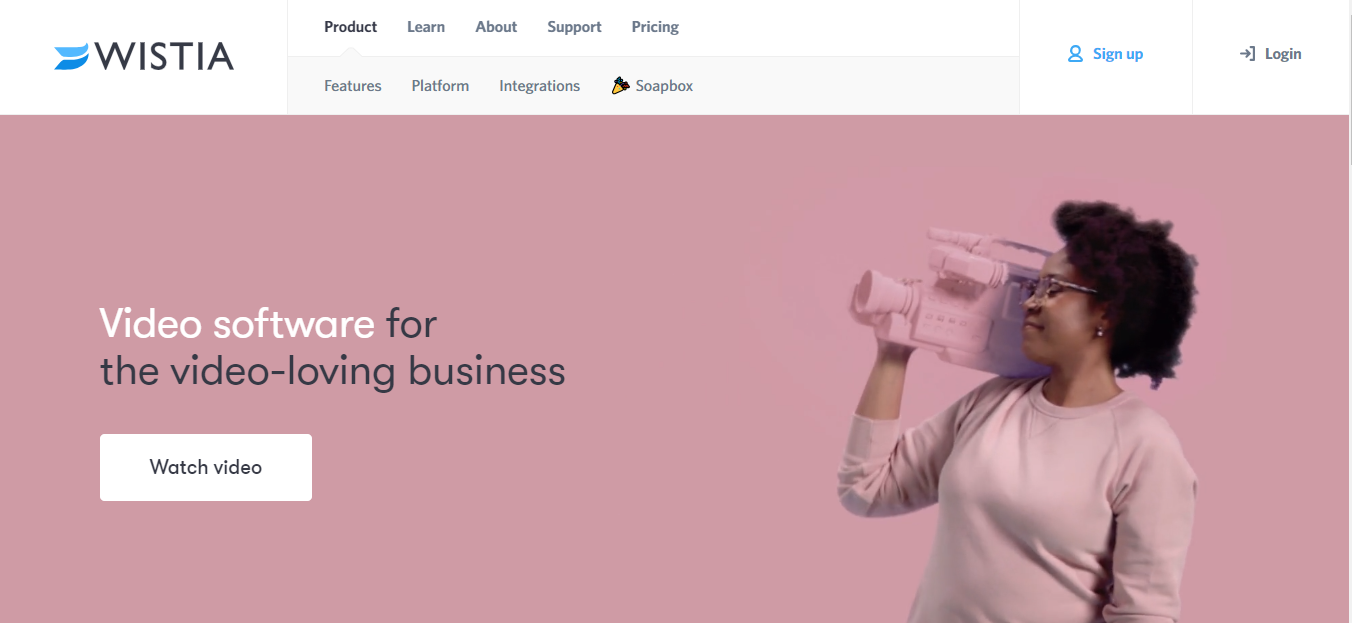 WISTIA
Product Learn About Support Pricing
Features Platform Integrations Soapbox
Sign up
Login
Video software for
the video-loving business
Watch video